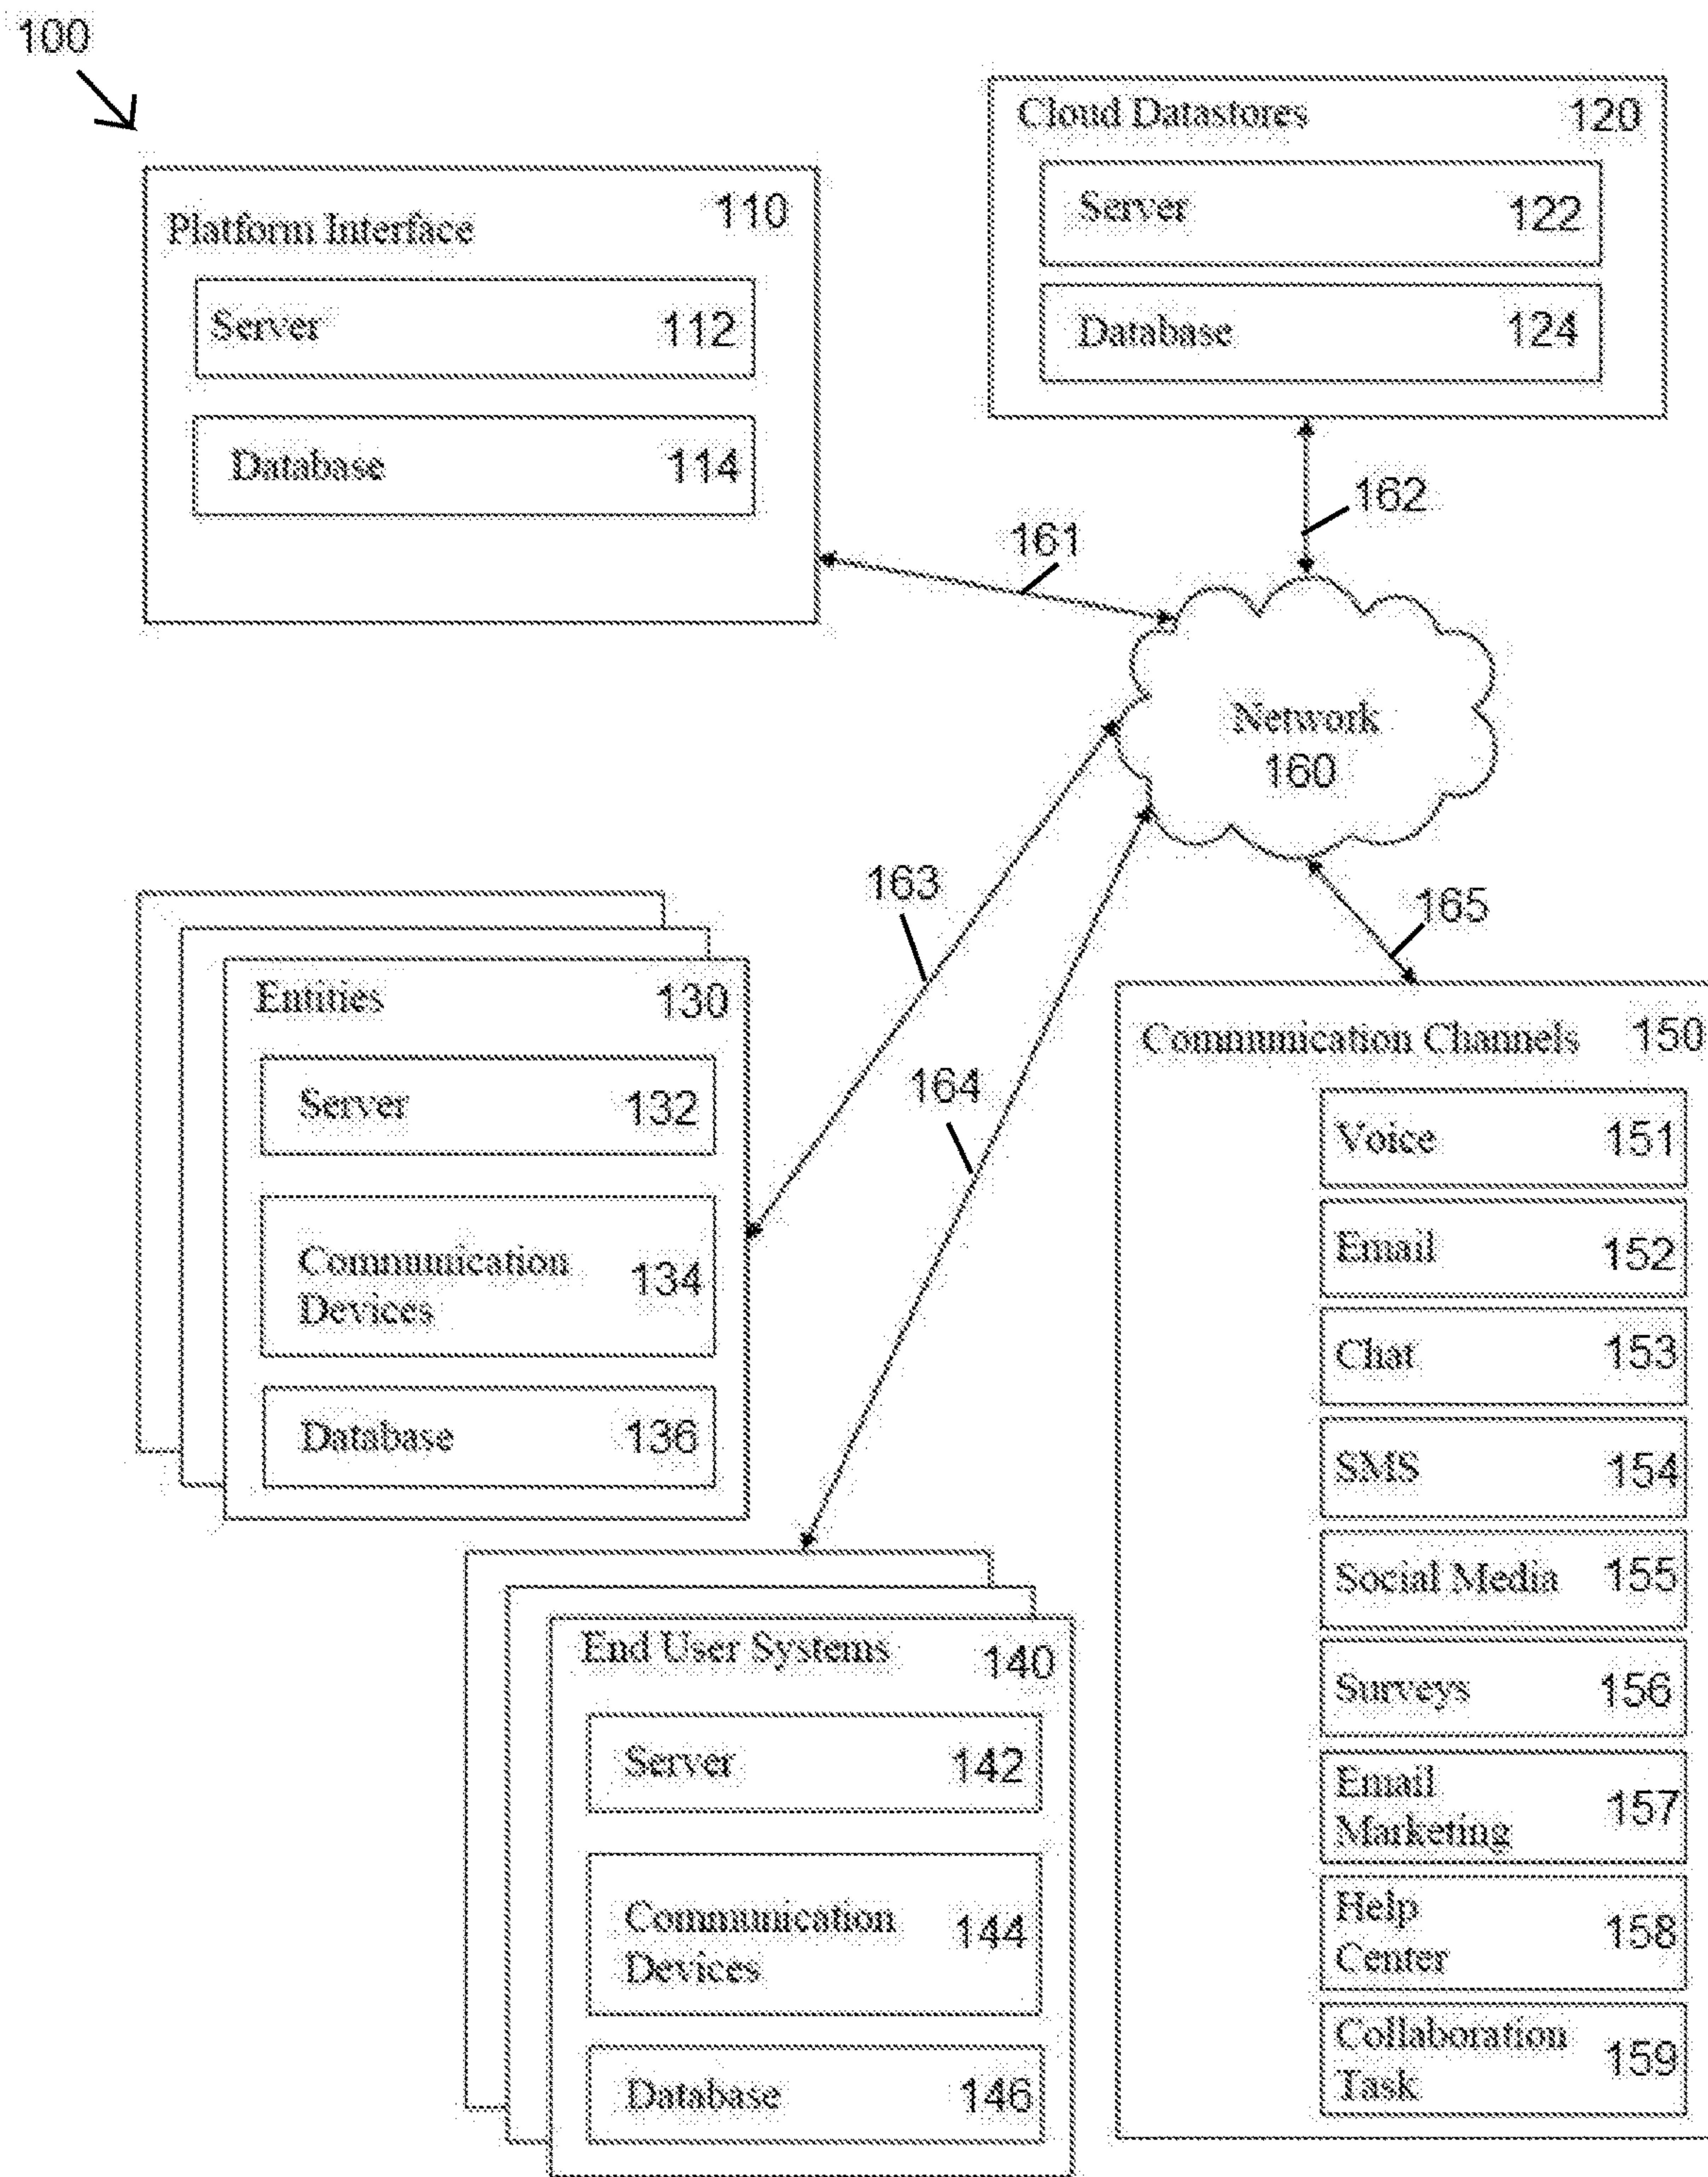 100
Cloud Datastores 120
Server 122
Database 124
Platform Interface 110
Server 112
Database 114
162
161
Network
160
163
165
Entities 130
Server 132
Communication
Devices 134
Database 136
164
Communication Channels 150
Voice 151
Email 152
Chat 153
SMS 154
Social Media 155
Surveys 156
Email
Marketing 157
Help
Center 158
Collaboration
Task 159
End User Systems 140
Server 142
Communication
Devices 144
Database 146